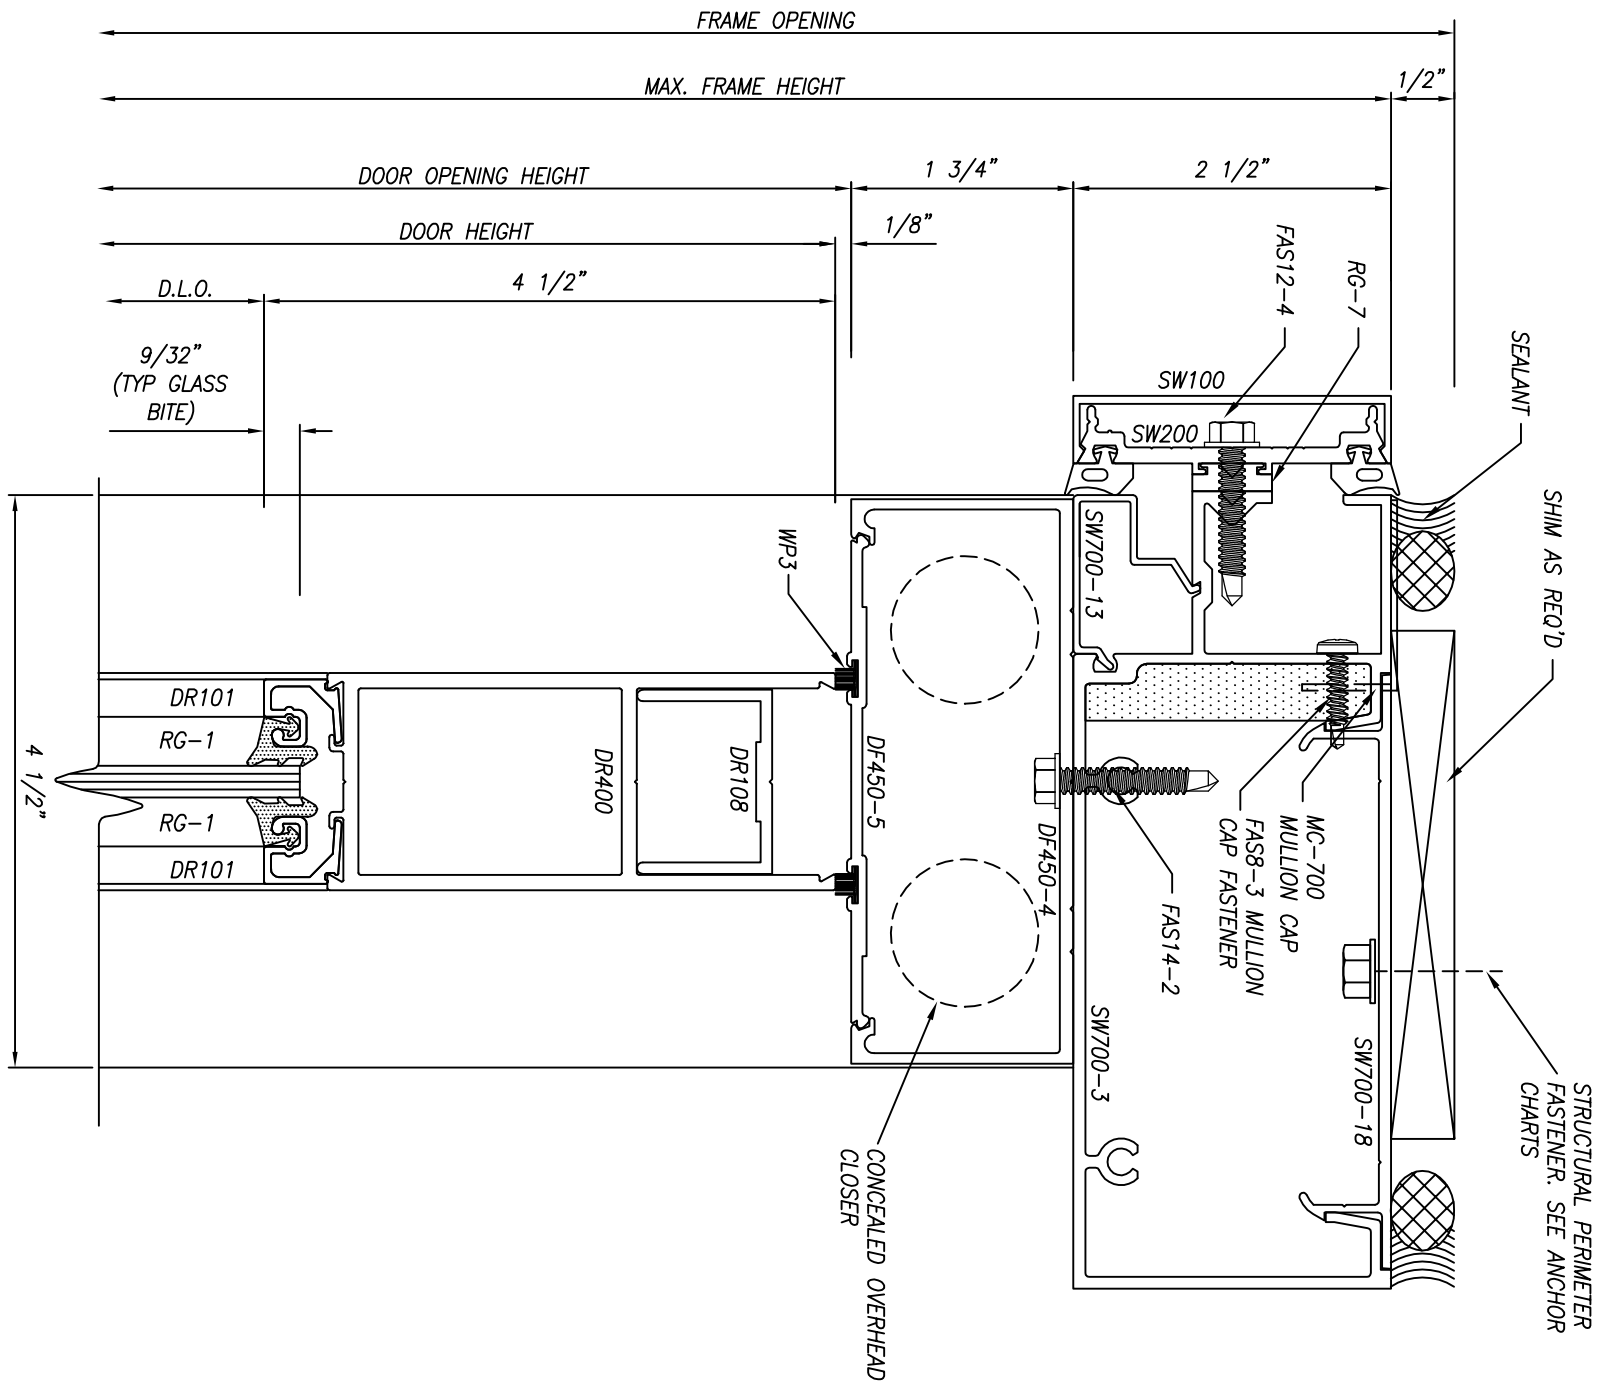 FRAME OPENING
MAX. FRAME HEIGHT
1/2"
DOOR OPENING HEIGHT
1 3/4"
2 1/2"
DOOR HEIGHT
1/8"
D.L.O.
4 1/2"
9/32"
(TYP GLASS
BITE)
FAS12-4
RG-7
SEALANT
SW100
SW200
SHIM AS REQ'D
SW700-13
WP3
DR101
RG-1
RG-1
DR101
DR400
DR108
DF450-5
DF450-4
FAS14-2
MC-700
MULLION CAP
FAS8-3 MULLION
CAP FASTENER
SW700-3
SW700-18
STRUCTURAL PERIMETER
FASTENER. SEE ANCHOR
CHARTS
CONCEALED OVERHEAD
CLOSER
4 1/2"